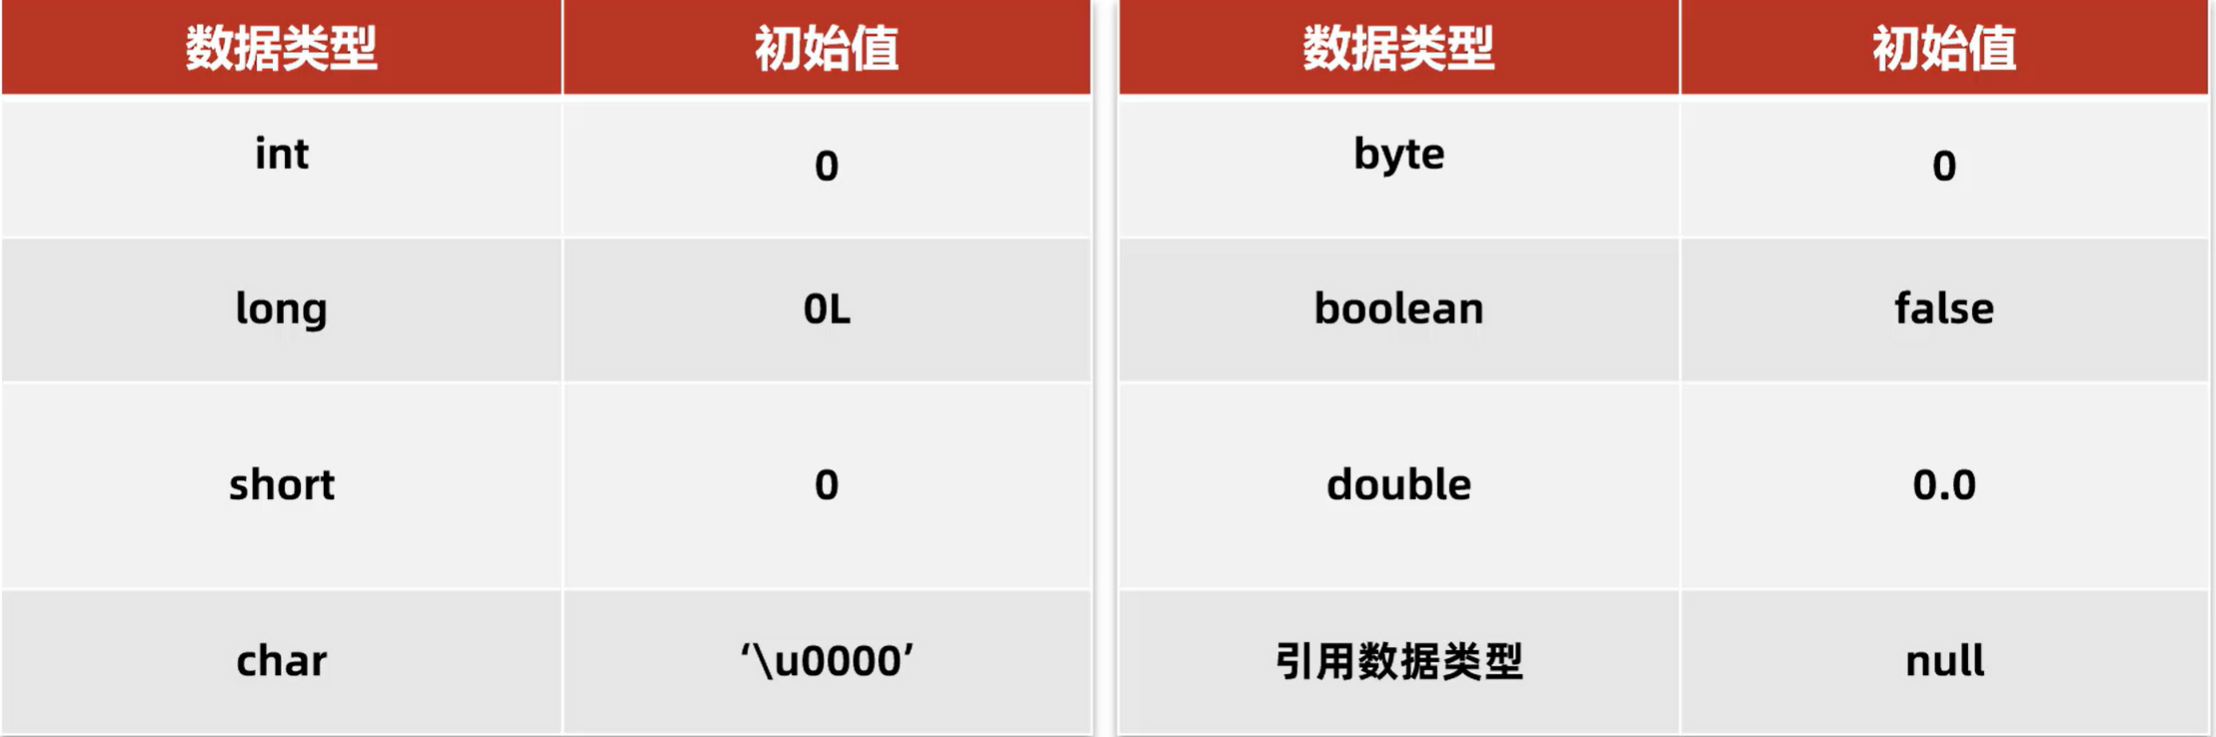 数据类型 初始值
int 0
long 0L
short 0
char ‘\u0000’
数据类型 初始值
byte 0
boolean false
double 0.0
引用数据类型 null